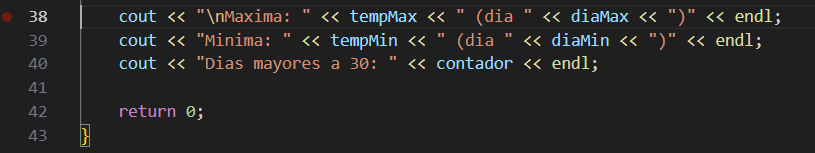 38 cout << "\nMaxima: " << tempMax << " (dia " << diaMax << ")" << endl;
39 cout << "Minima: " << tempMin << " (dia " << diaMin << ")" << endl;
40 cout << "Dias mayores a 30: " << contador << endl;
41
42 return 0;
43 }